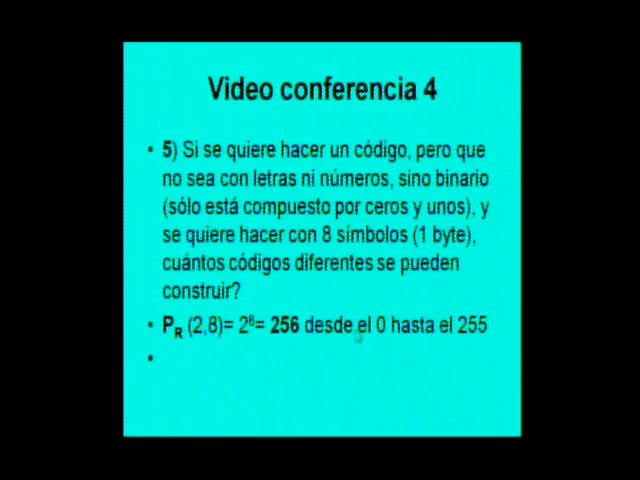 Video conferencia 4
• 5) Si se quiere hacer un código, pero que
no sea con letras ni números, sino binario
(sólo está compuesto por ceros y unos), y
se quiere hacer con 8 símbolos (1 byte),
cuántos códigos diferentes se pueden
construir?
• PR (2,8)= 2⁸= 256 desde el 0 hasta el 255
•